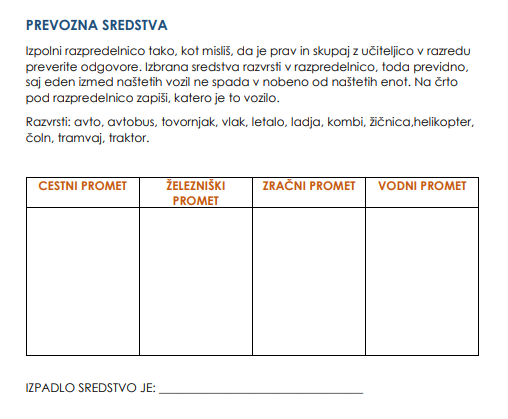 PREVOZNA SREDSTVA
Izpolni razpredelnico tako, kot misliš, da je prav in skupaj z učiteljico v razredu
preverite odgovore. Izbrana sredstva razvrsti v razpredelnico, toda previdno,
saj eden izmed naštetih vozil ne spada v nobeno od naštetih enot. Na črto
pod razpredelnico zapiši, katero je to vozilo.
Razvrsti: avto, avtobus, tovornjak, vlak, letalo, ladja, kombi, žičnica,helikopter,
čoln, tramvaj, traktor.
CESTNI PROMET ŽELEZNIŠKI ZRAČNI PROMET VODNI PROMET
PROMET
IZPADLO SREDSTVO JE: ______________________________